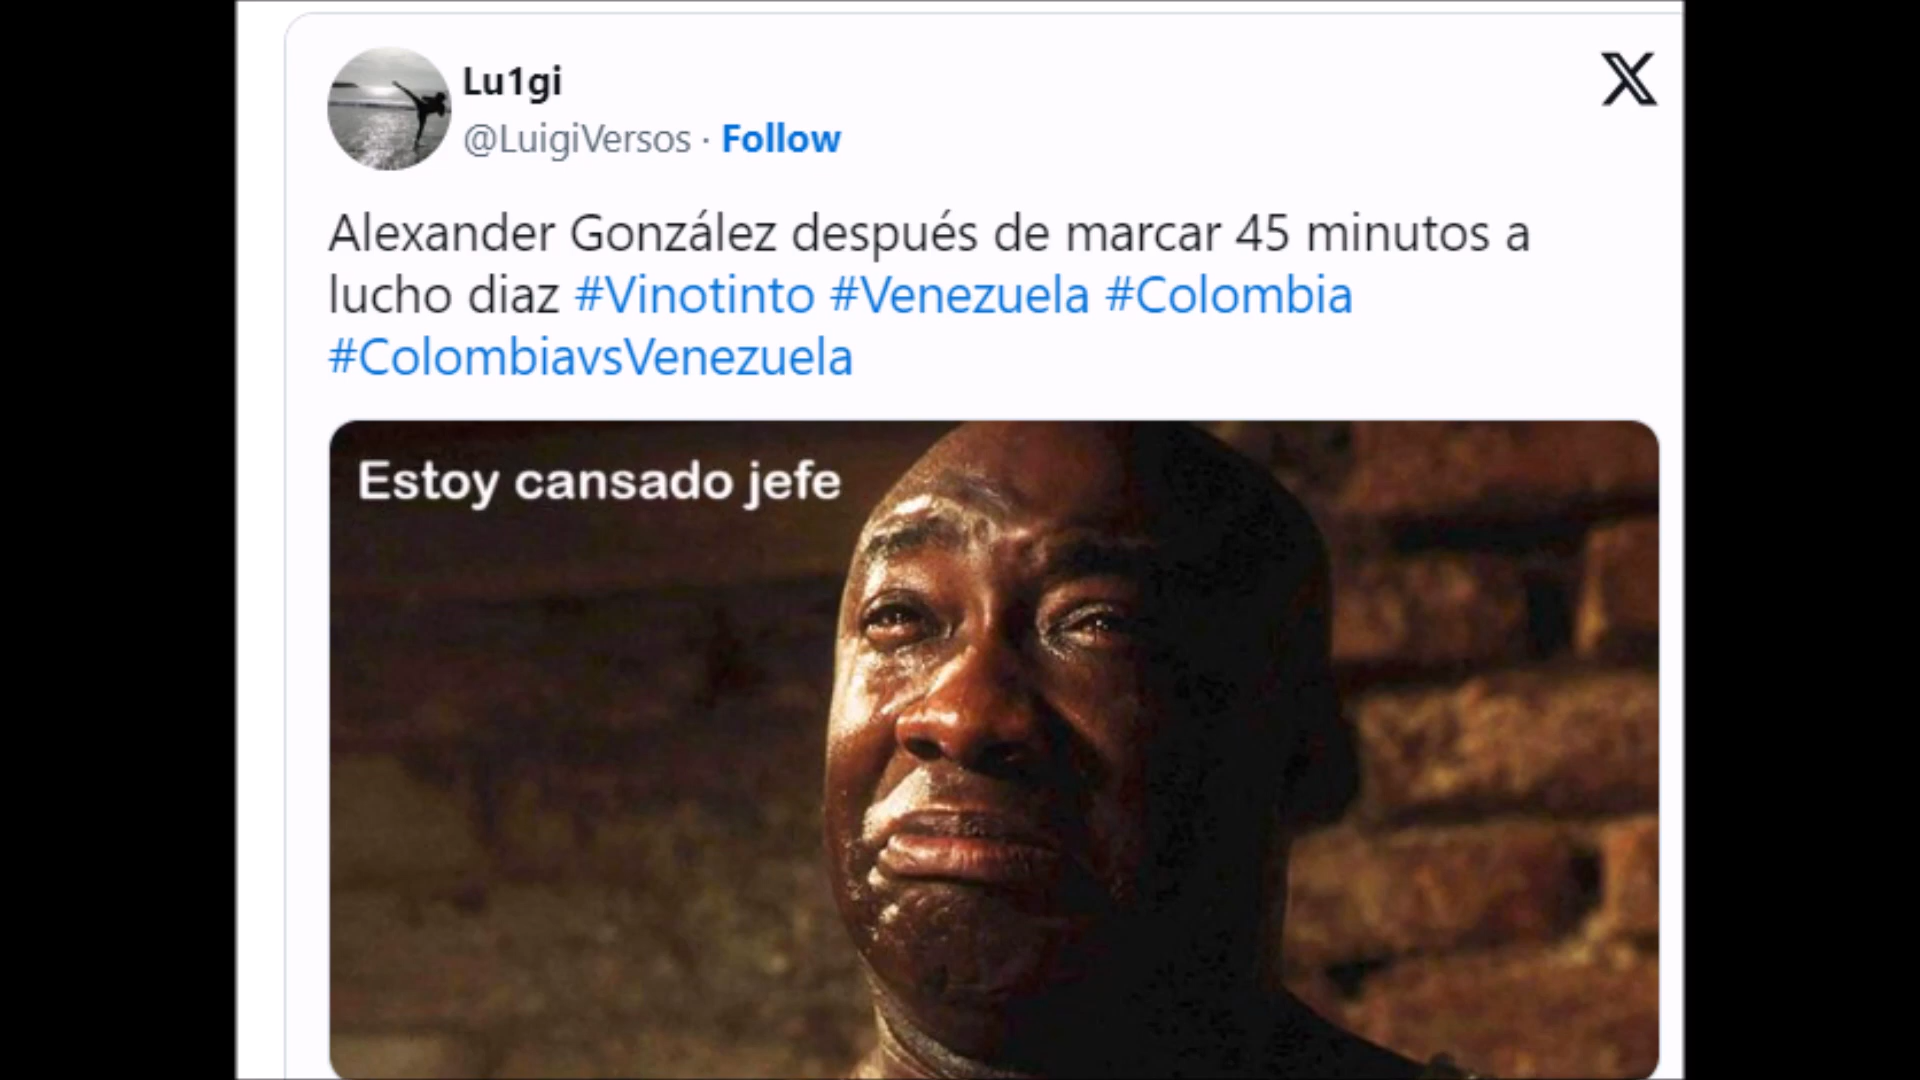 Lu1gi
@LuigiVersos · Follow
Alexander González después de marcar 45 minutos a
lucho diaz #Vinotinto #Venezuela #Colombia
#ColombiavsVenezuela
Estoy cansado jefe